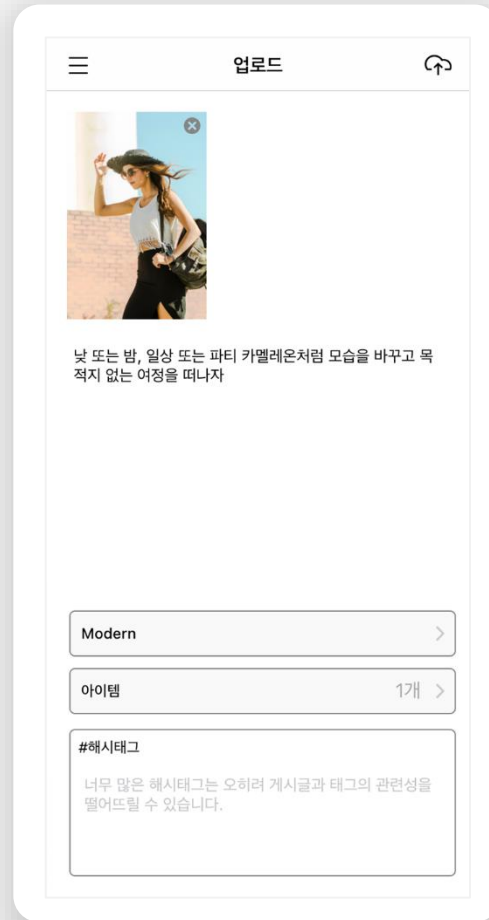 업로드
낮 또는 밤, 일상 또는 파티 카멜레온처럼 모습을 바꾸고 목
적지 없는 여정을 떠나자
Modern
아이템 1개
#해시태그
너무 많은 해시태그는 오히려 게시글과 태그의 관련성을
떨어뜨릴 수 있습니다.